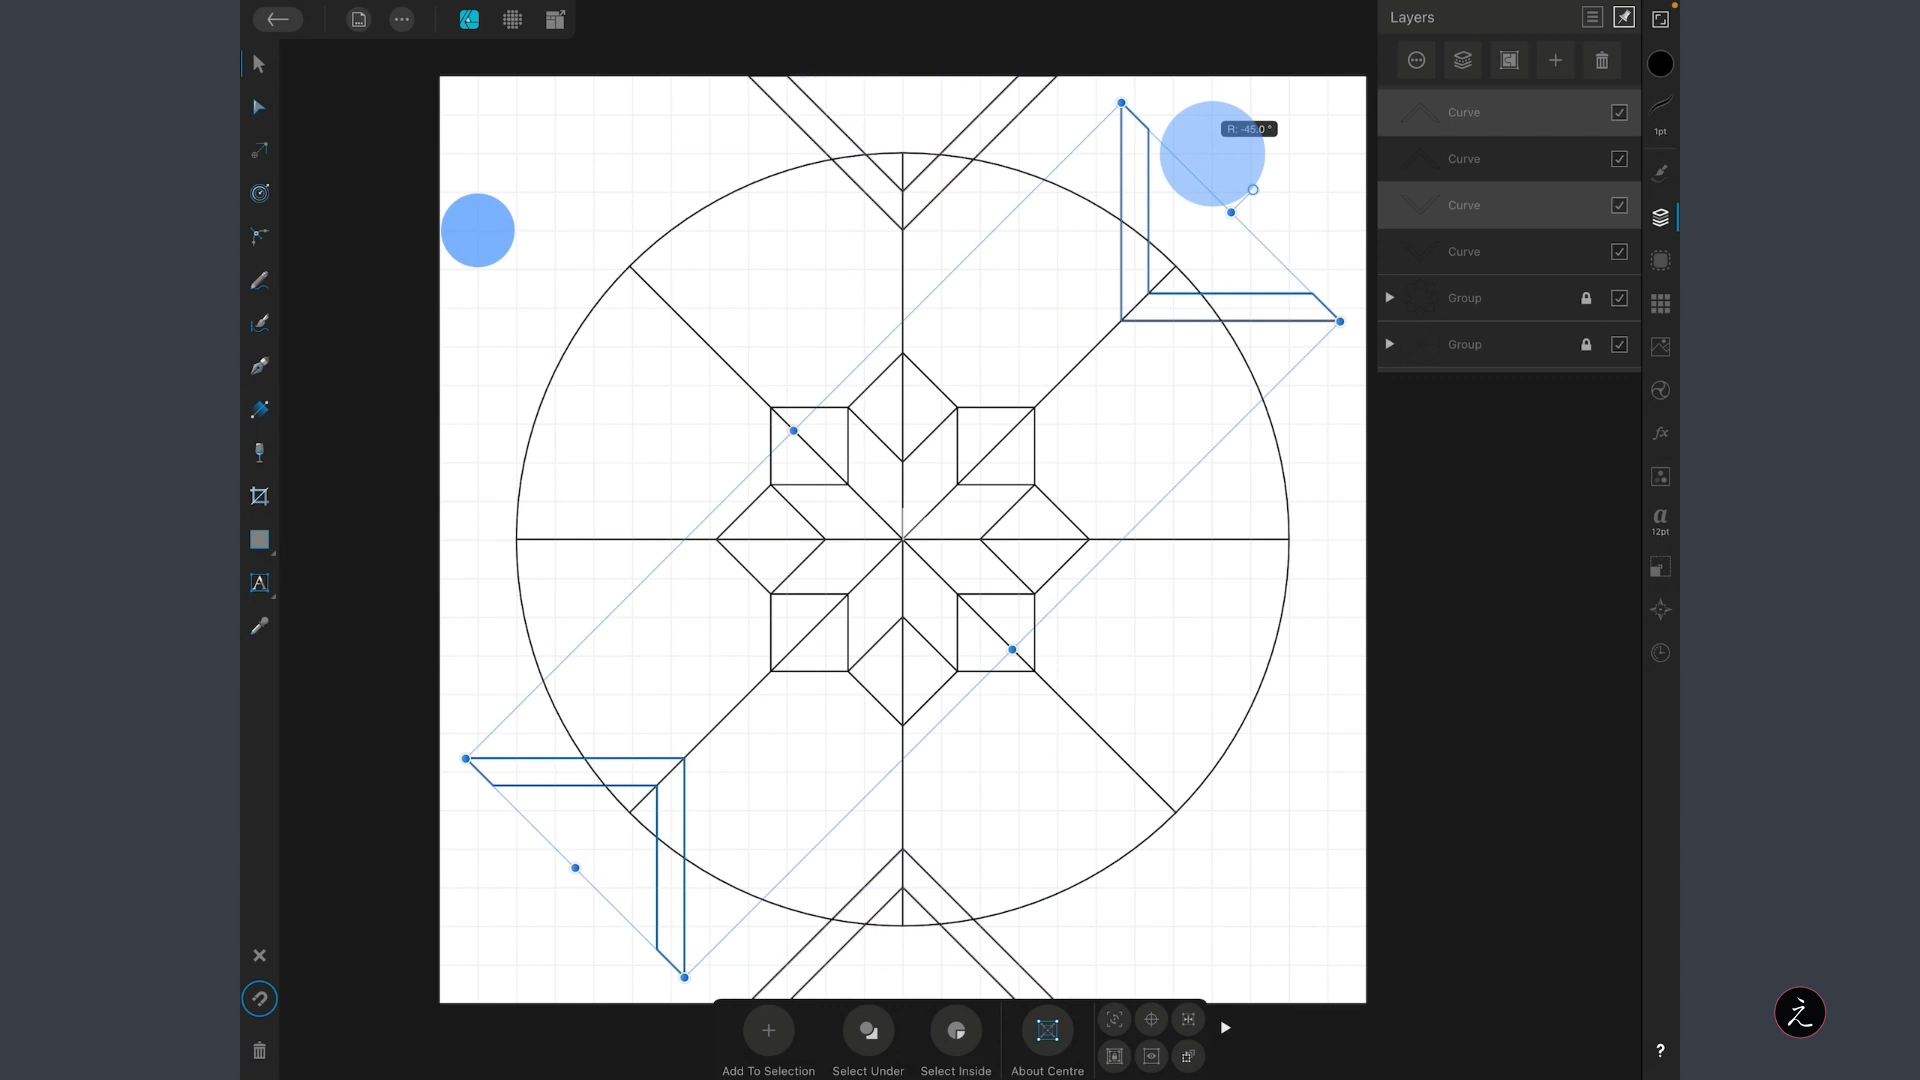 Layers
Curve
1pt
R: -45.0 °
Curve
Curve
Curve
Group
Group
fx
a
12pt
A
Add To Selection
Select Under
Select Inside
About Centre
?
之